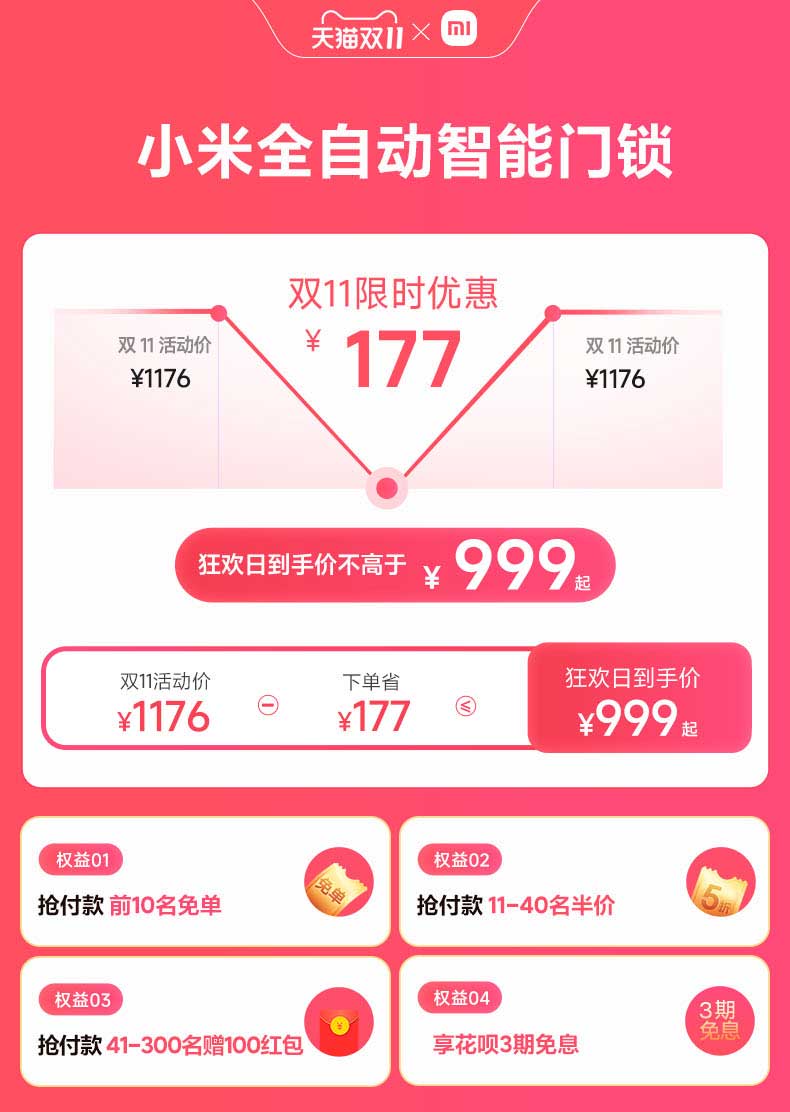 天猫双11 × mi
小米全自动智能门锁
双11限时优惠
¥ 177
双 11 活动价
¥1176
双 11 活动价
¥1176
狂欢日到手价不高于 ¥ 999起
双11活动价
¥1176
−
下单省
¥177
≤
狂欢日到手价
¥999起
权益01
抢付款 前10名免单
免单
权益02
抢付款 11-40名半价
5折
权益03
抢付款 41-300名赠100红包
¥
权益04
享花呗3期免息
3期
免息